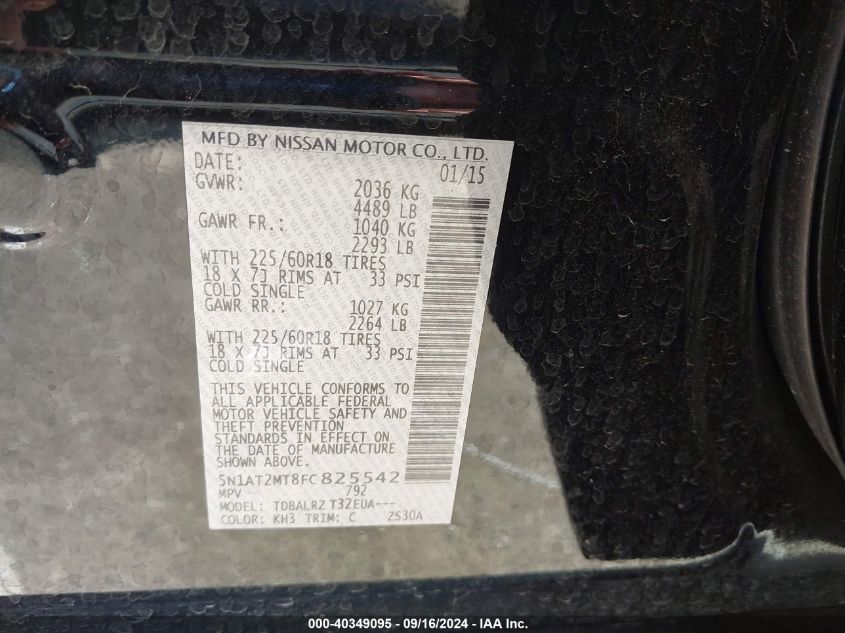 MFD BY NISSAN MOTOR CO., LTD.
DATE: 01/15
GVWR: 2036 KG
4489 LB
GAWR FR.: 1040 KG
2293 LB
WITH 225/60R18 TIRES
18 X 7J RIMS AT 33 PSI
COLD SINGLE
GAWR RR.: 1027 KG
2264 LB
WITH 225/60R18 TIRES
18 X 7J RIMS AT 33 PSI
COLD SINGLE
THIS VEHICLE CONFORMS TO
ALL APPLICABLE FEDERAL
MOTOR VEHICLE SAFETY AND
THEFT PREVENTION
STANDARDS IN EFFECT ON
THE DATE OF MANUFACTURE
SHOWN ABOVE.
5N1AT2MT8FC825542
MPV 792
MODEL: TDBALRZ T32EUA---
COLOR: KH3 TRIM: C ZS30A
000-40349095 - 09/16/2024 - IAA Inc.